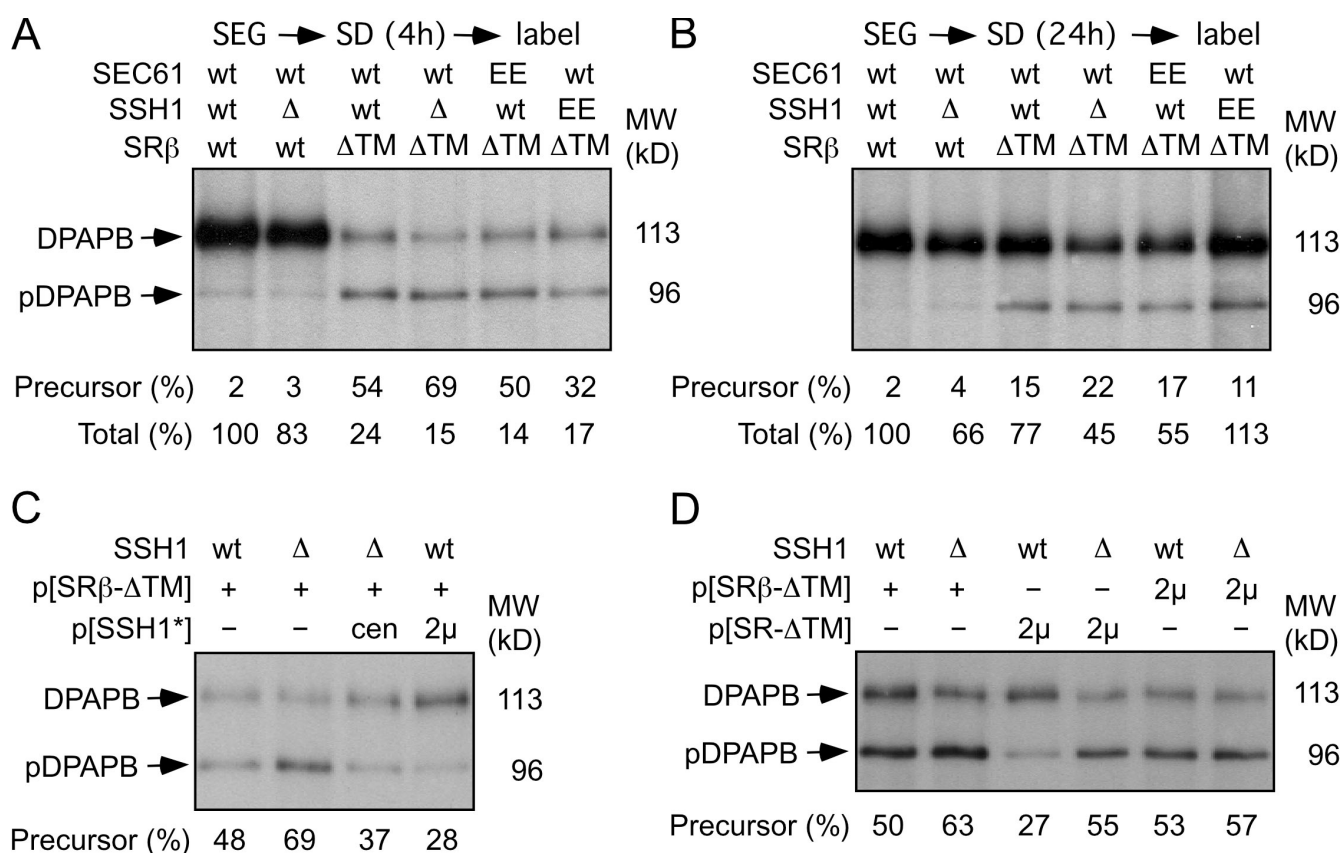 A
SEG → SD (4h) → label
SEC61 wt wt wt wt EE wt
SSH1 wt Δ wt Δ wt EE
SRβ wt wt ΔTM ΔTM ΔTM ΔTM
MW
(kD)
DPAPB 113
pDPAPB 96
Precursor (%) 2 3 54 69 50 32
Total (%) 100 83 24 15 14 17
B
SEG → SD (24h) → label
SEC61 wt wt wt wt EE wt
SSH1 wt Δ wt Δ wt EE
SRβ wt wt ΔTM ΔTM ΔTM ΔTM
MW
(kD)
113
96
Precursor (%) 2 4 15 22 17 11
Total (%) 100 66 77 45 55 113
C
SSH1 wt Δ Δ wt
p[SRβ-ΔTM] + + + +
p[SSH1*] – – cen 2μ
MW
(kD)
DPAPB 113
pDPAPB 96
Precursor (%) 48 69 37 28
D
SSH1 wt Δ wt Δ wt Δ
p[SRβ-ΔTM] + + – – 2μ 2μ
p[SR-ΔTM] – – 2μ 2μ – –
MW
(kD)
DPAPB 113
pDPAPB 96
Precursor (%) 50 63 27 55 53 57